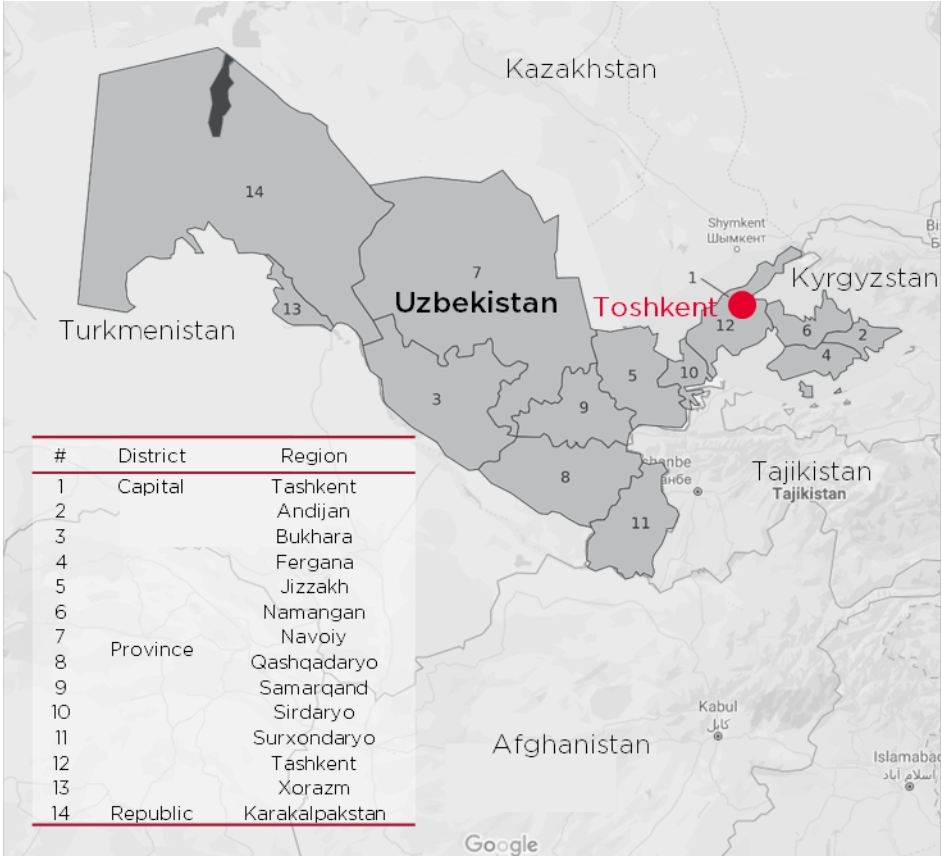 Kazakhstan
14
Shymkent
Шымкент
7
1
Kyrgyzstan
13
Uzbekistan
Toshkent
12
6
2
Turkmenistan
4
5
10
3
9
8
Tajikistan
Tajikistan
11
# District Region
1 Capital Tashkent
2 Andijan
3 Bukhara
4 Fergana
5 Jizzakh
6 Namangan
7 Navoiy
Province
8 Qashqadaryo
9 Samarqand
10 Sirdaryo
11 Surxondaryo
12 Tashkent
13 Xorazm
14 Republic Karakalpakstan
Kabul
کابل
Afghanistan
Islamabad
اسلام آباد
Google